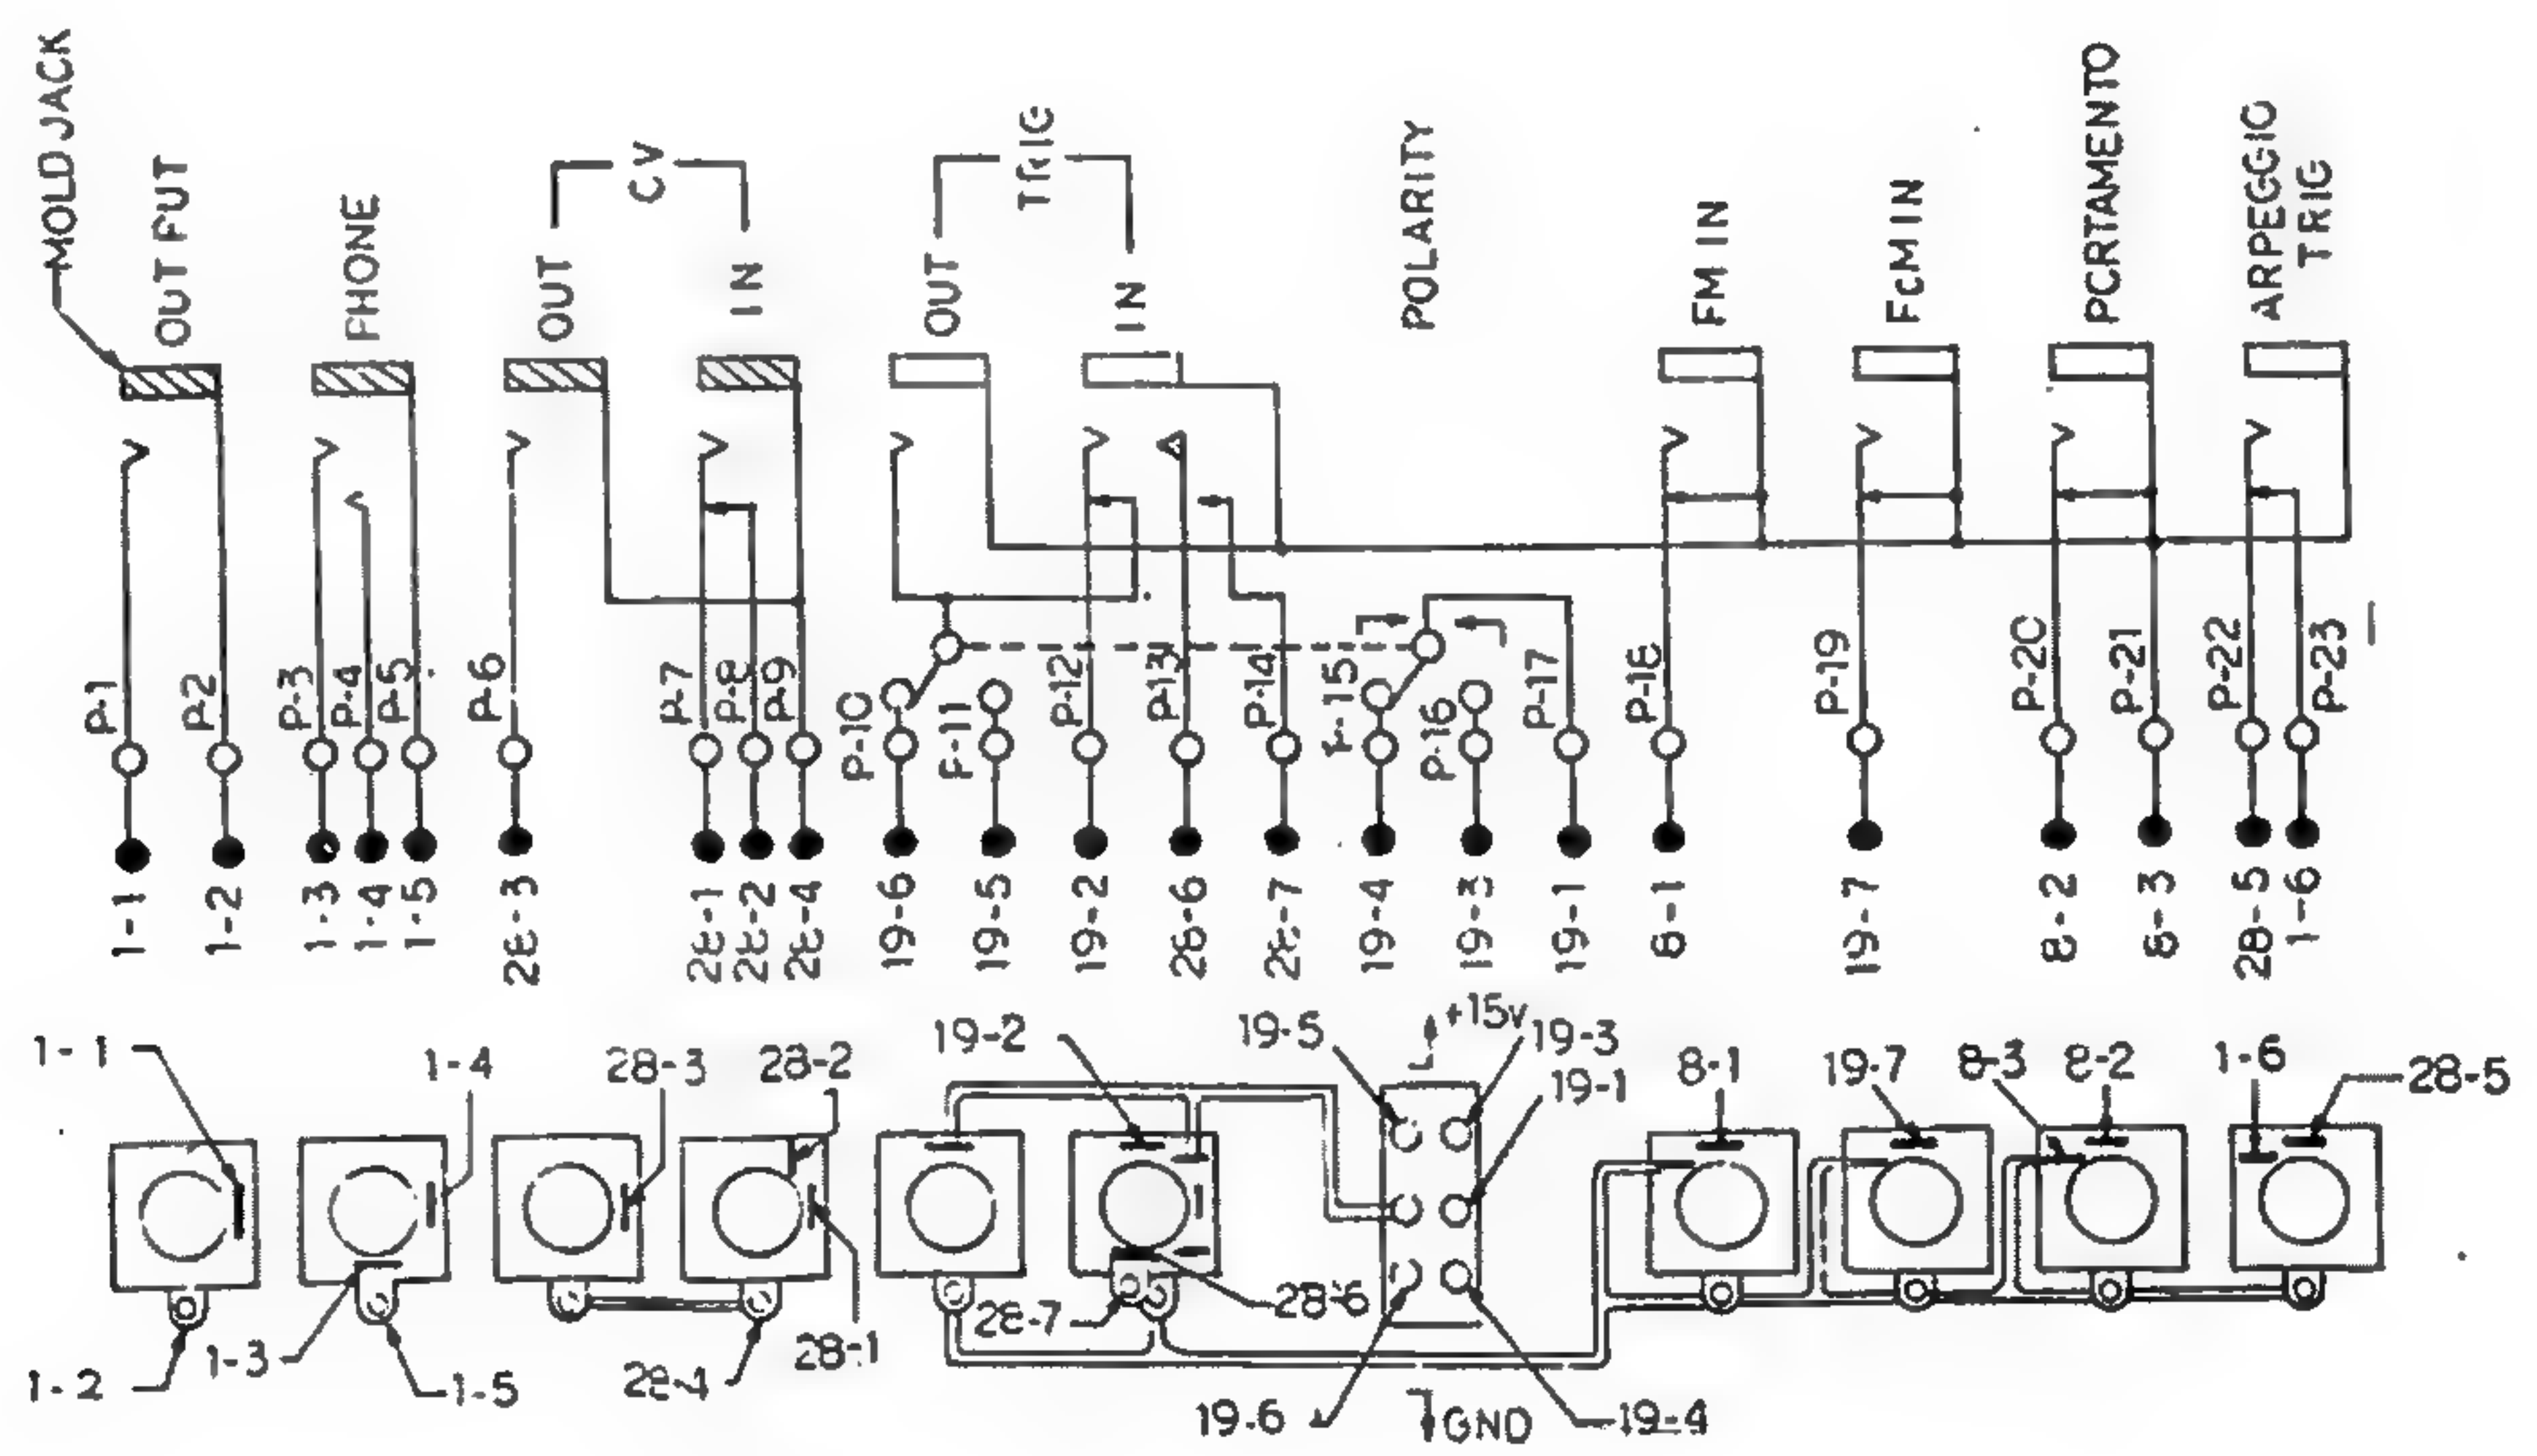 MOLD JACK
OUT PUT
PHONE
CV
OUT
IN
TRIG
OUT
IN
POLARITY
FM IN
FcM IN
PORTAMENTO
ARPEGGIO
TRIG
P-1
P-2
P-3
P-4
P-5
P-6
P-7
P-8
P-9
P-10
P-11
P-12
P-13
P-14
P-15
P-16
P-17
P-18
P-19
P-20
P-21
P-22
P-23
1-1
1-2
1-3
1-4
1-5
28-3
28-1
28-2
28-4
19-6
19-5
19-2
28-6
28-7
19-4
19-3
19-1
8-1
19-7
8-2
8-3
28-5
1-6
1-1
1-4
28-3
28-2
19-2
19-5
+15V
19-3
19-1
8-1
19-7
8-3
8-2
1-6
28-5
1-2
1-3
1-5
28-4
28-1
28-7
28-6
19-6
GND
19-4